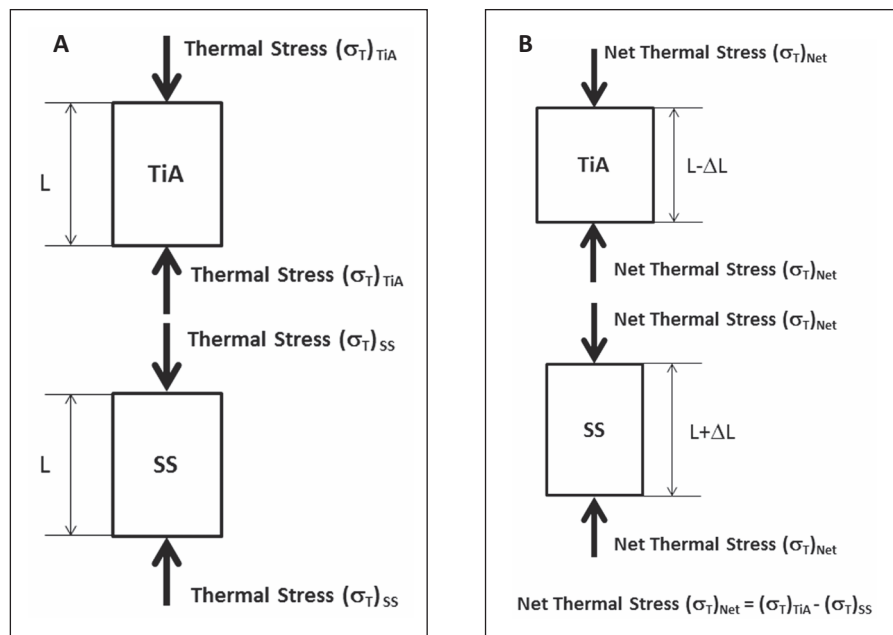 A
Thermal Stress (σT)TiA
L
TiA
Thermal Stress (σT)TiA
Thermal Stress (σT)SS
L
SS
Thermal Stress (σT)SS
B
Net Thermal Stress (σT)Net
TiA
L-ΔL
Net Thermal Stress (σT)Net
Net Thermal Stress (σT)Net
SS
L+ΔL
Net Thermal Stress (σT)Net
Net Thermal Stress (σT)Net = (σT)TiA - (σT)SS